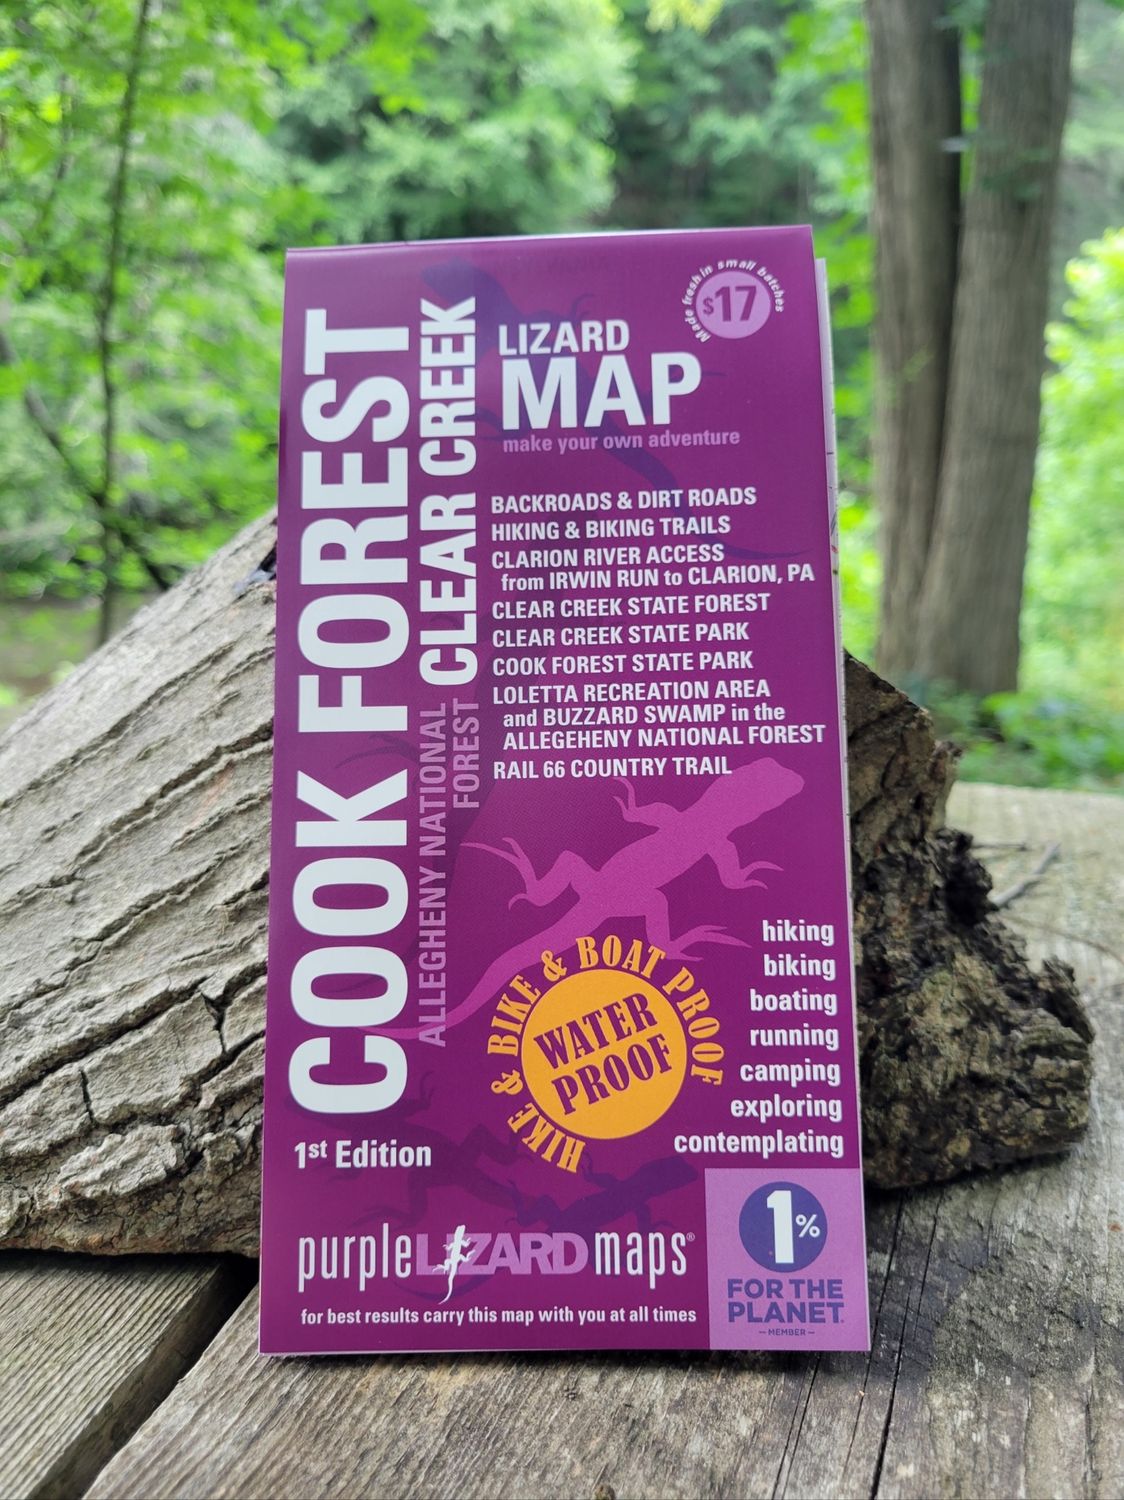 Made fresh in small batches
$17
COOK FOREST
CLEAR CREEK
ALLEGHENY NATIONAL
FOREST
LIZARD
MAP
make your own adventure
BACKROADS & DIRT ROADS
HIKING & BIKING TRAILS
CLARION RIVER ACCESS
from IRWIN RUN to CLARION, PA
CLEAR CREEK STATE FOREST
CLEAR CREEK STATE PARK
COOK FOREST STATE PARK
LOLETTA RECREATION AREA
and BUZZARD SWAMP in the
ALLEGEHENY NATIONAL FOREST
RAIL 66 COUNTRY TRAIL
HIKE & BIKE & BOAT PROOF
WATER
PROOF
hiking
biking
boating
running
camping
exploring
contemplating
1st Edition
purpleLIZARDmaps®
for best results carry this map with you at all times
1%
FOR THE
PLANET
MEMBER